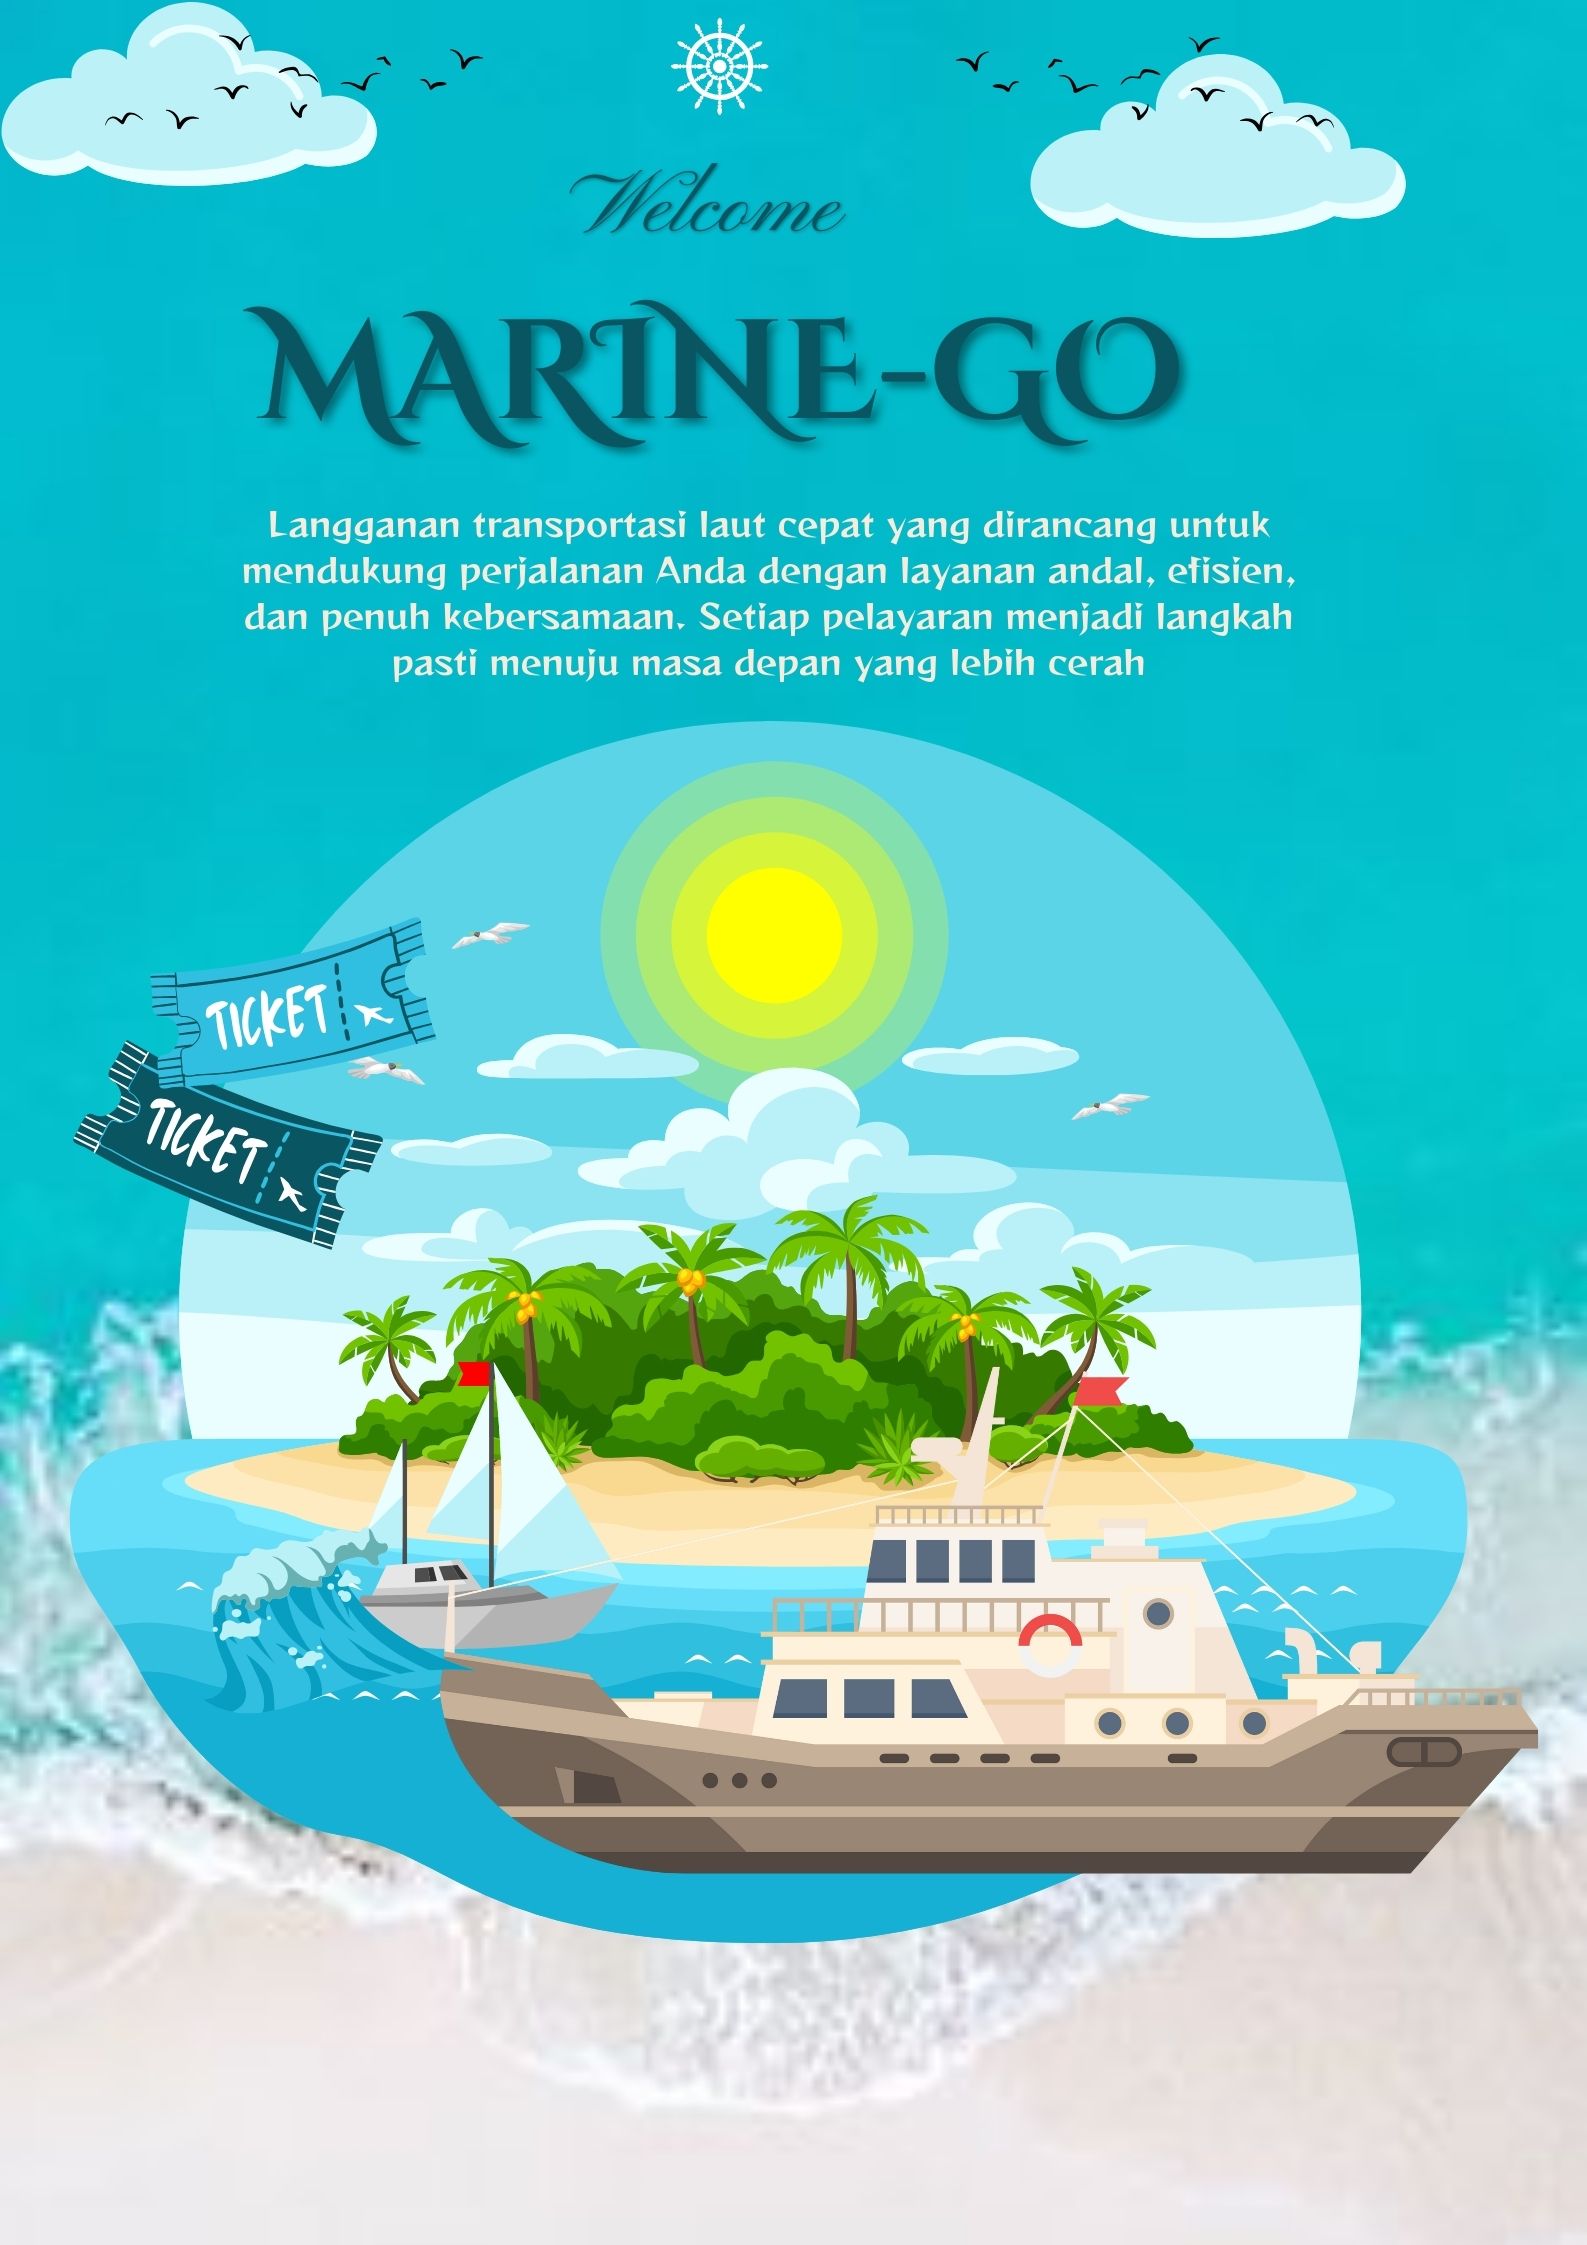 Welcome
MARINE-GO
Langganan transportasi laut cepat yang dirancang untuk
mendukung perjalanan Anda dengan layanan andal, efisien,
dan penuh kebersamaan. Setiap pelayaran menjadi langkah
pasti menuju masa depan yang lebih cerah
TICKET
TICKET